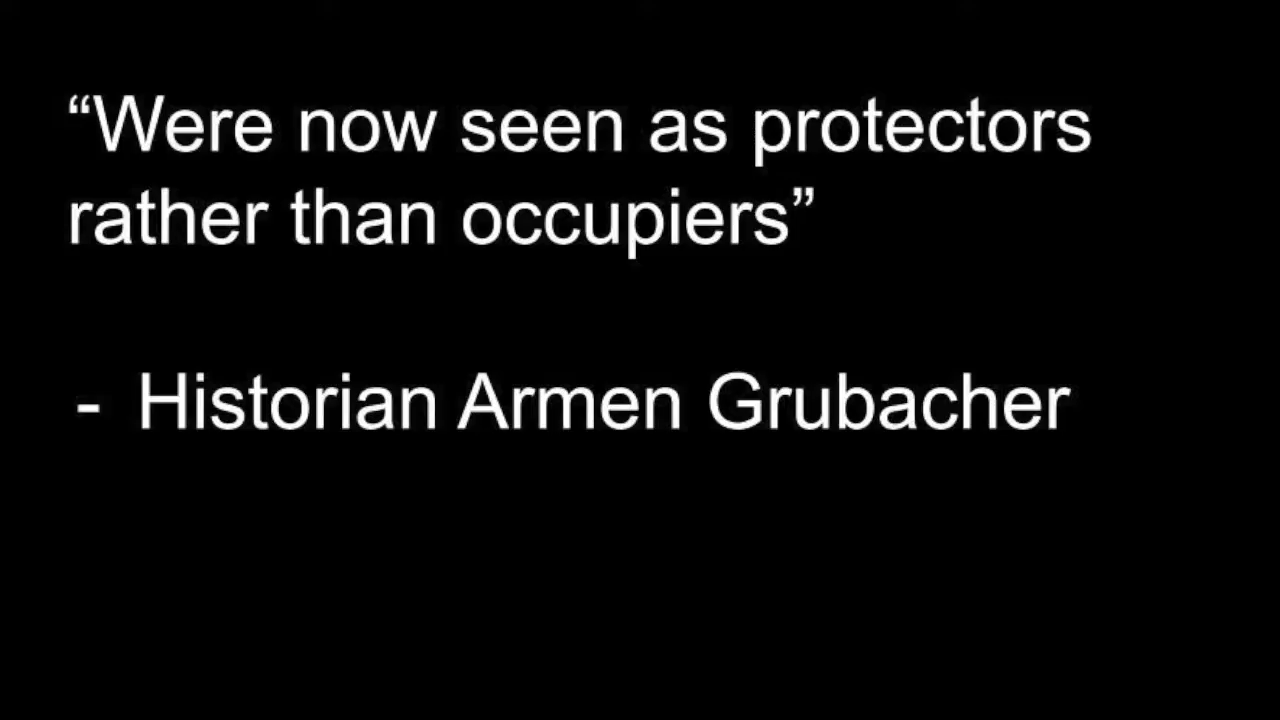 “Were now seen as protectors
rather than occupiers”
- Historian Armen Grubacher